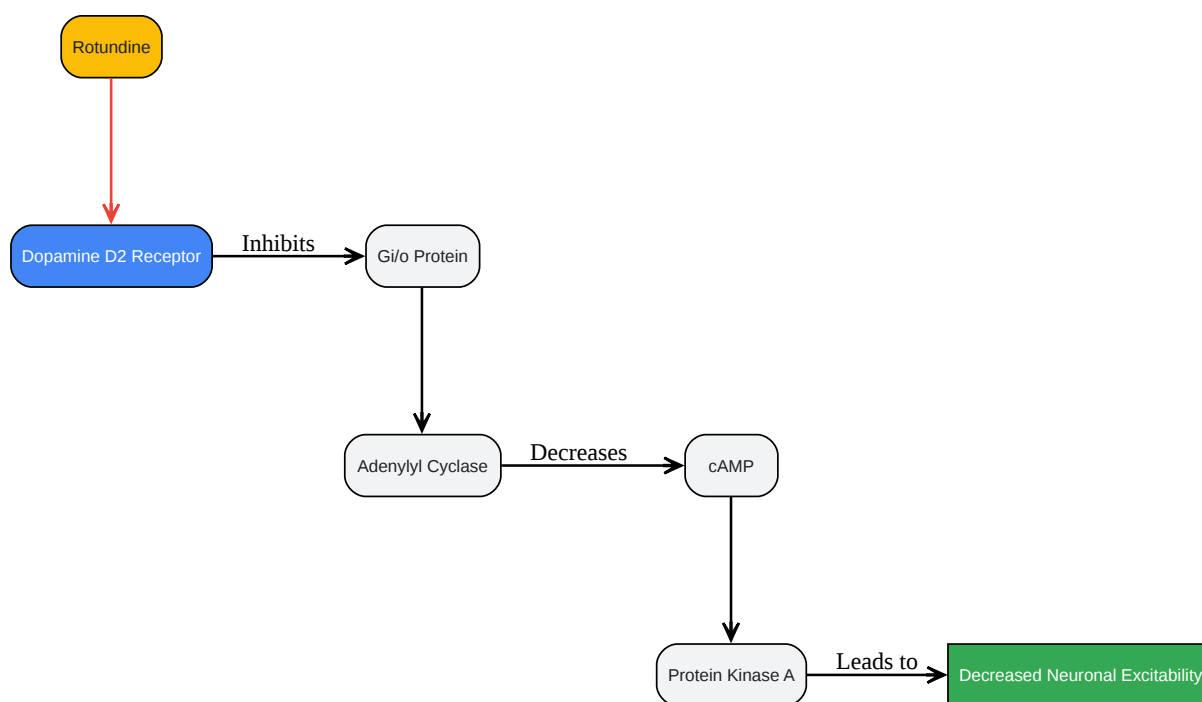 Rotundine
Dopamine D2 Receptor
Inhibits
Gi/o Protein
Adenylyl Cyclase
Decreases
cAMP
Protein Kinase A
Leads to
Decreased Neuronal Excitability